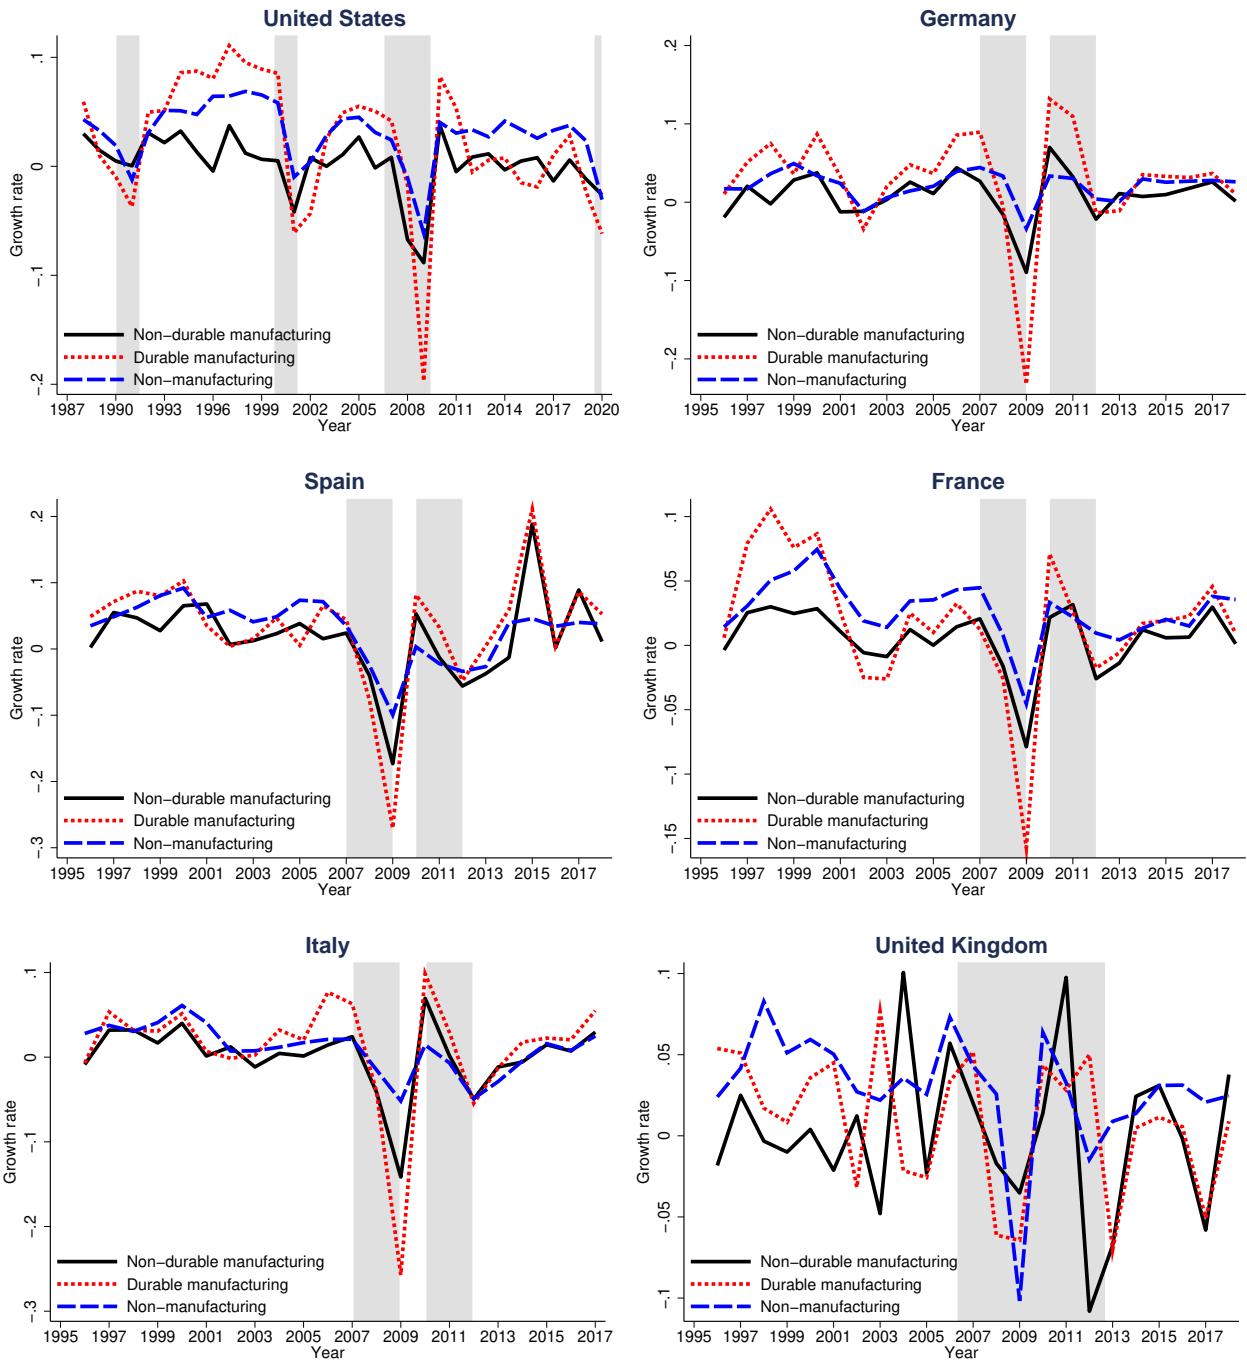 United States
Growth rate
.1
0
-.1
-.2
Non-durable manufacturing
Durable manufacturing
Non-manufacturing
1987 1990 1993 1996 1999 2002 2005 2008 2011 2014 2017 2020
Year
Germany
Growth rate
.2
.1
0
-.1
-.2
Non-durable manufacturing
Durable manufacturing
Non-manufacturing
1995 1997 1999 2001 2003 2005 2007 2009 2011 2013 2015 2017
Year
Spain
Growth rate
.2
.1
0
-.1
-.2
-.3
Non-durable manufacturing
Durable manufacturing
Non-manufacturing
1995 1997 1999 2001 2003 2005 2007 2009 2011 2013 2015 2017
Year
France
Growth rate
.1
.05
0
-.05
-.1
-.15
Non-durable manufacturing
Durable manufacturing
Non-manufacturing
1995 1997 1999 2001 2003 2005 2007 2009 2011 2013 2015 2017
Year
Italy
Growth rate
.1
0
-.1
-.2
-.3
Non-durable manufacturing
Durable manufacturing
Non-manufacturing
1995 1997 1999 2001 2003 2005 2007 2009 2011 2013 2015 2017
Year
United Kingdom
Growth rate
.1
.05
0
-.05
-.1
Non-durable manufacturing
Durable manufacturing
Non-manufacturing
1995 1997 1999 2001 2003 2005 2007 2009 2011 2013 2015 2017
Year